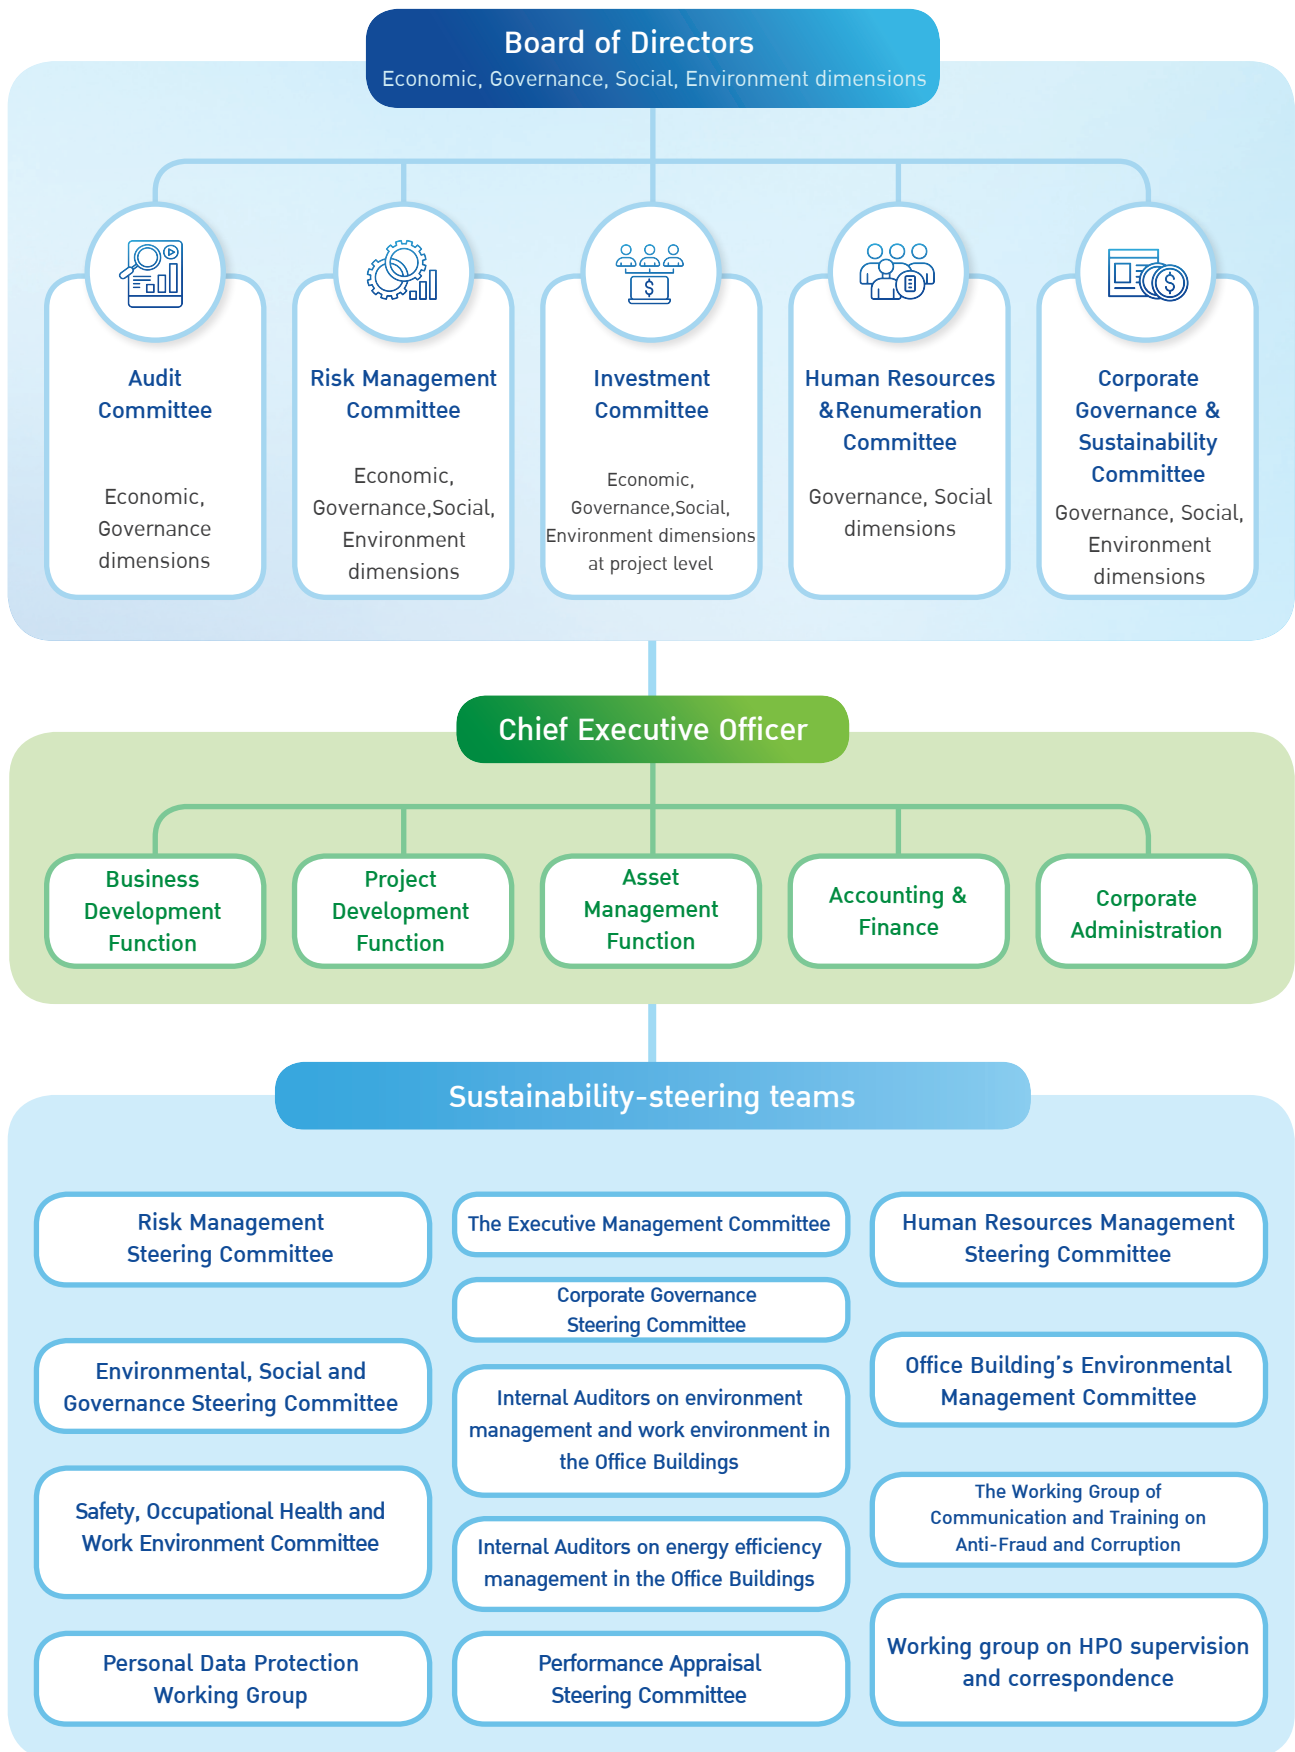 Board of Directors
Economic, Governance, Social, Environment dimensions
Audit
Committee
Economic,
Governance
dimensions
Risk Management
Committee
Economic,
Governance,Social,
Environment
dimensions
Investment
Committee
Economic,
Governance,Social,
Environment dimensions
at project level
Human Resources
&Renumeration
Committee
Governance, Social
dimensions
Corporate
Governance &
Sustainability
Committee
Governance, Social,
Environment
dimensions
Chief Executive Officer
Business
Development
Function
Project
Development
Function
Asset
Management
Function
Accounting &
Finance
Corporate
Administration
Sustainability-steering teams
Risk Management
Steering Committee
Environmental, Social and
Governance Steering Committee
Safety, Occupational Health and
Work Environment Committee
Personal Data Protection
Working Group
The Executive Management Committee
Corporate Governance
Steering Committee
Internal Auditors on environment
management and work environment in
the Office Buildings
Internal Auditors on energy efficiency
management in the Office Buildings
Performance Appraisal
Steering Committee
Human Resources Management
Steering Committee
Office Building's Environmental
Management Committee
The Working Group of
Communication and Training on
Anti-Fraud and Corruption
Working group on HPO supervision
and correspondence